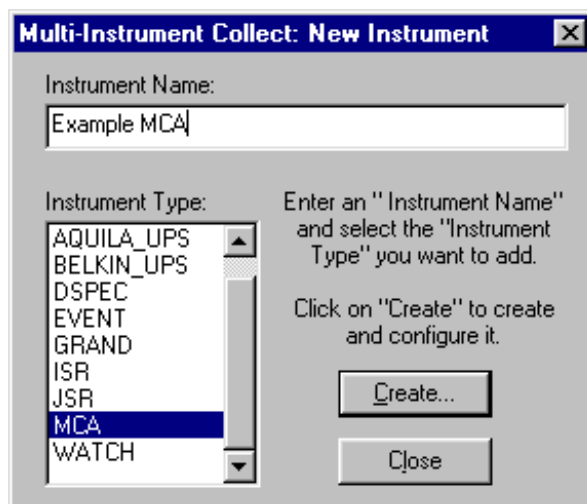 Multi-Instrument Collect: New Instrument
Instrument Name:
Example MCA
Instrument Type:
AQUILA_UPS
BELKIN_UPS
DSPEC
EVENT
GRAND
ISR
JSR
MCA
WATCH
Enter an " Instrument Name"
and select the "Instrument
Type" you want to add.
Click on "Create" to create
and configure it.
Create...
Close